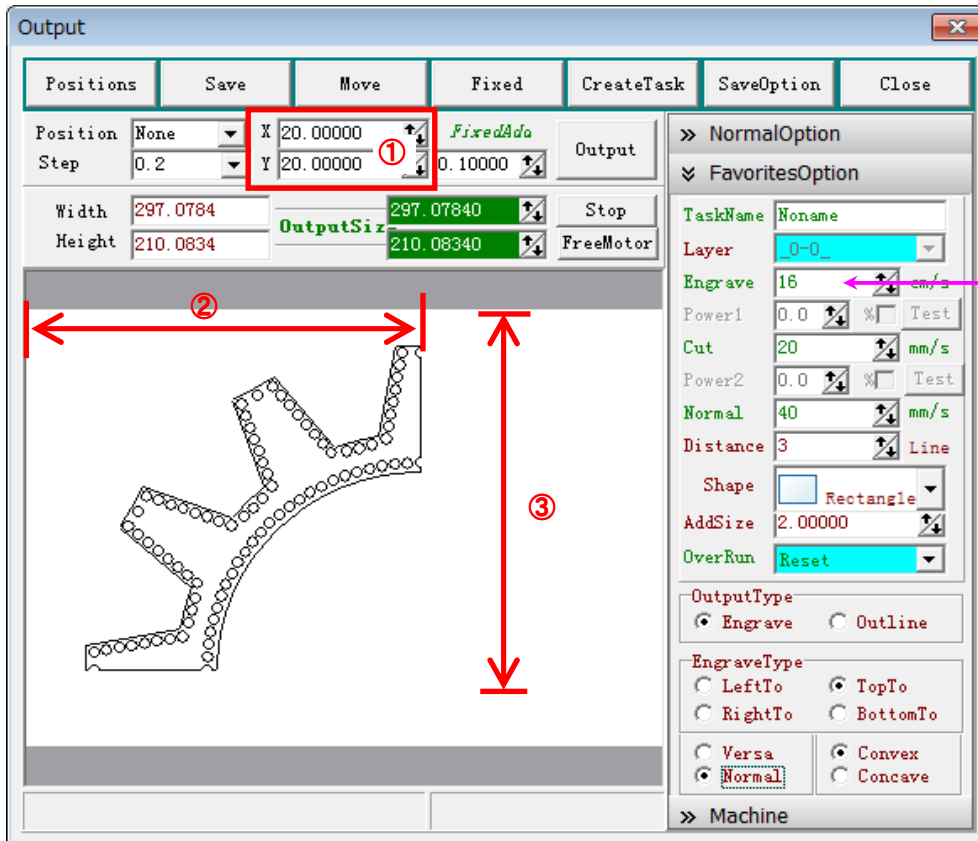 Output
Positions Save Move Fixed CreateTask SaveOption Close
Position None X 20.00000 FixedAda Output
Step 0.2 Y 20.00000 ① 0.10000
Width 297.0784 OutputSiz 297.07840 Stop
Height 210.0834 210.08340 FreeMotor
②
③
» NormalOption
FavoritesOption
TaskName Noname
Layer _0-0_
Engrave 16 cm/s
Power1 0.0 % Test
Cut 20 mm/s
Power2 0.0 % Test
Normal 40 mm/s
Distance 3 Line
Shape Rectangle
AddSize 2.00000
OverRun Reset
OutputType
Engrave Outline
EngraveType
LeftTo TopTo
RightTo BottomTo
Versa Convex
Normal Concave
» Machine